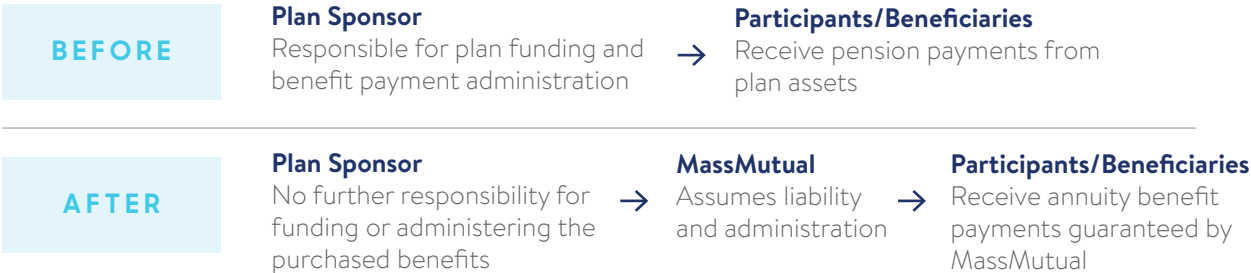 BEFORE
Plan Sponsor
Responsible for plan funding and
benefit payment administration
→
Participants/Beneficiaries
Receive pension payments from
plan assets
AFTER
Plan Sponsor
No further responsibility for
funding or administering the
purchased benefits
→
MassMutual
Assumes liability
and administration
→
Participants/Beneficiaries
Receive annuity benefit
payments guaranteed by
MassMutual